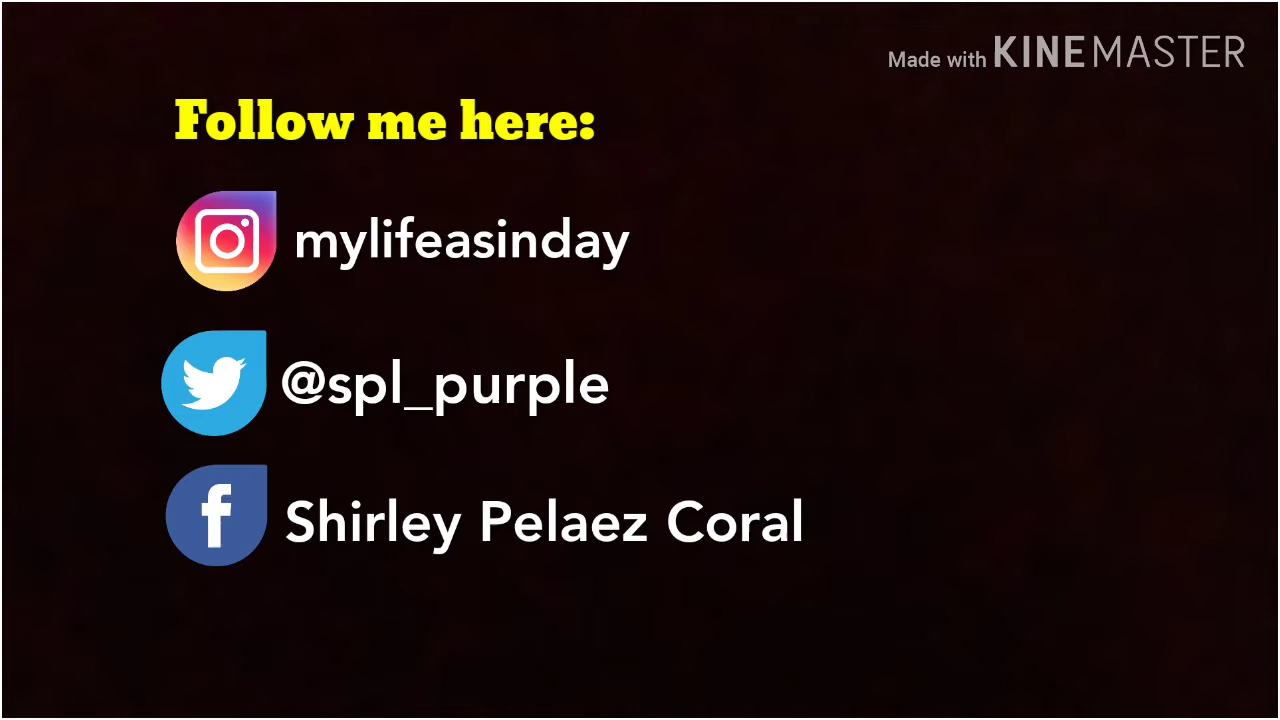 Made with KINEMASTER
Follow me here:
mylifeasinday
@spl_purple
Shirley Pelaez Coral